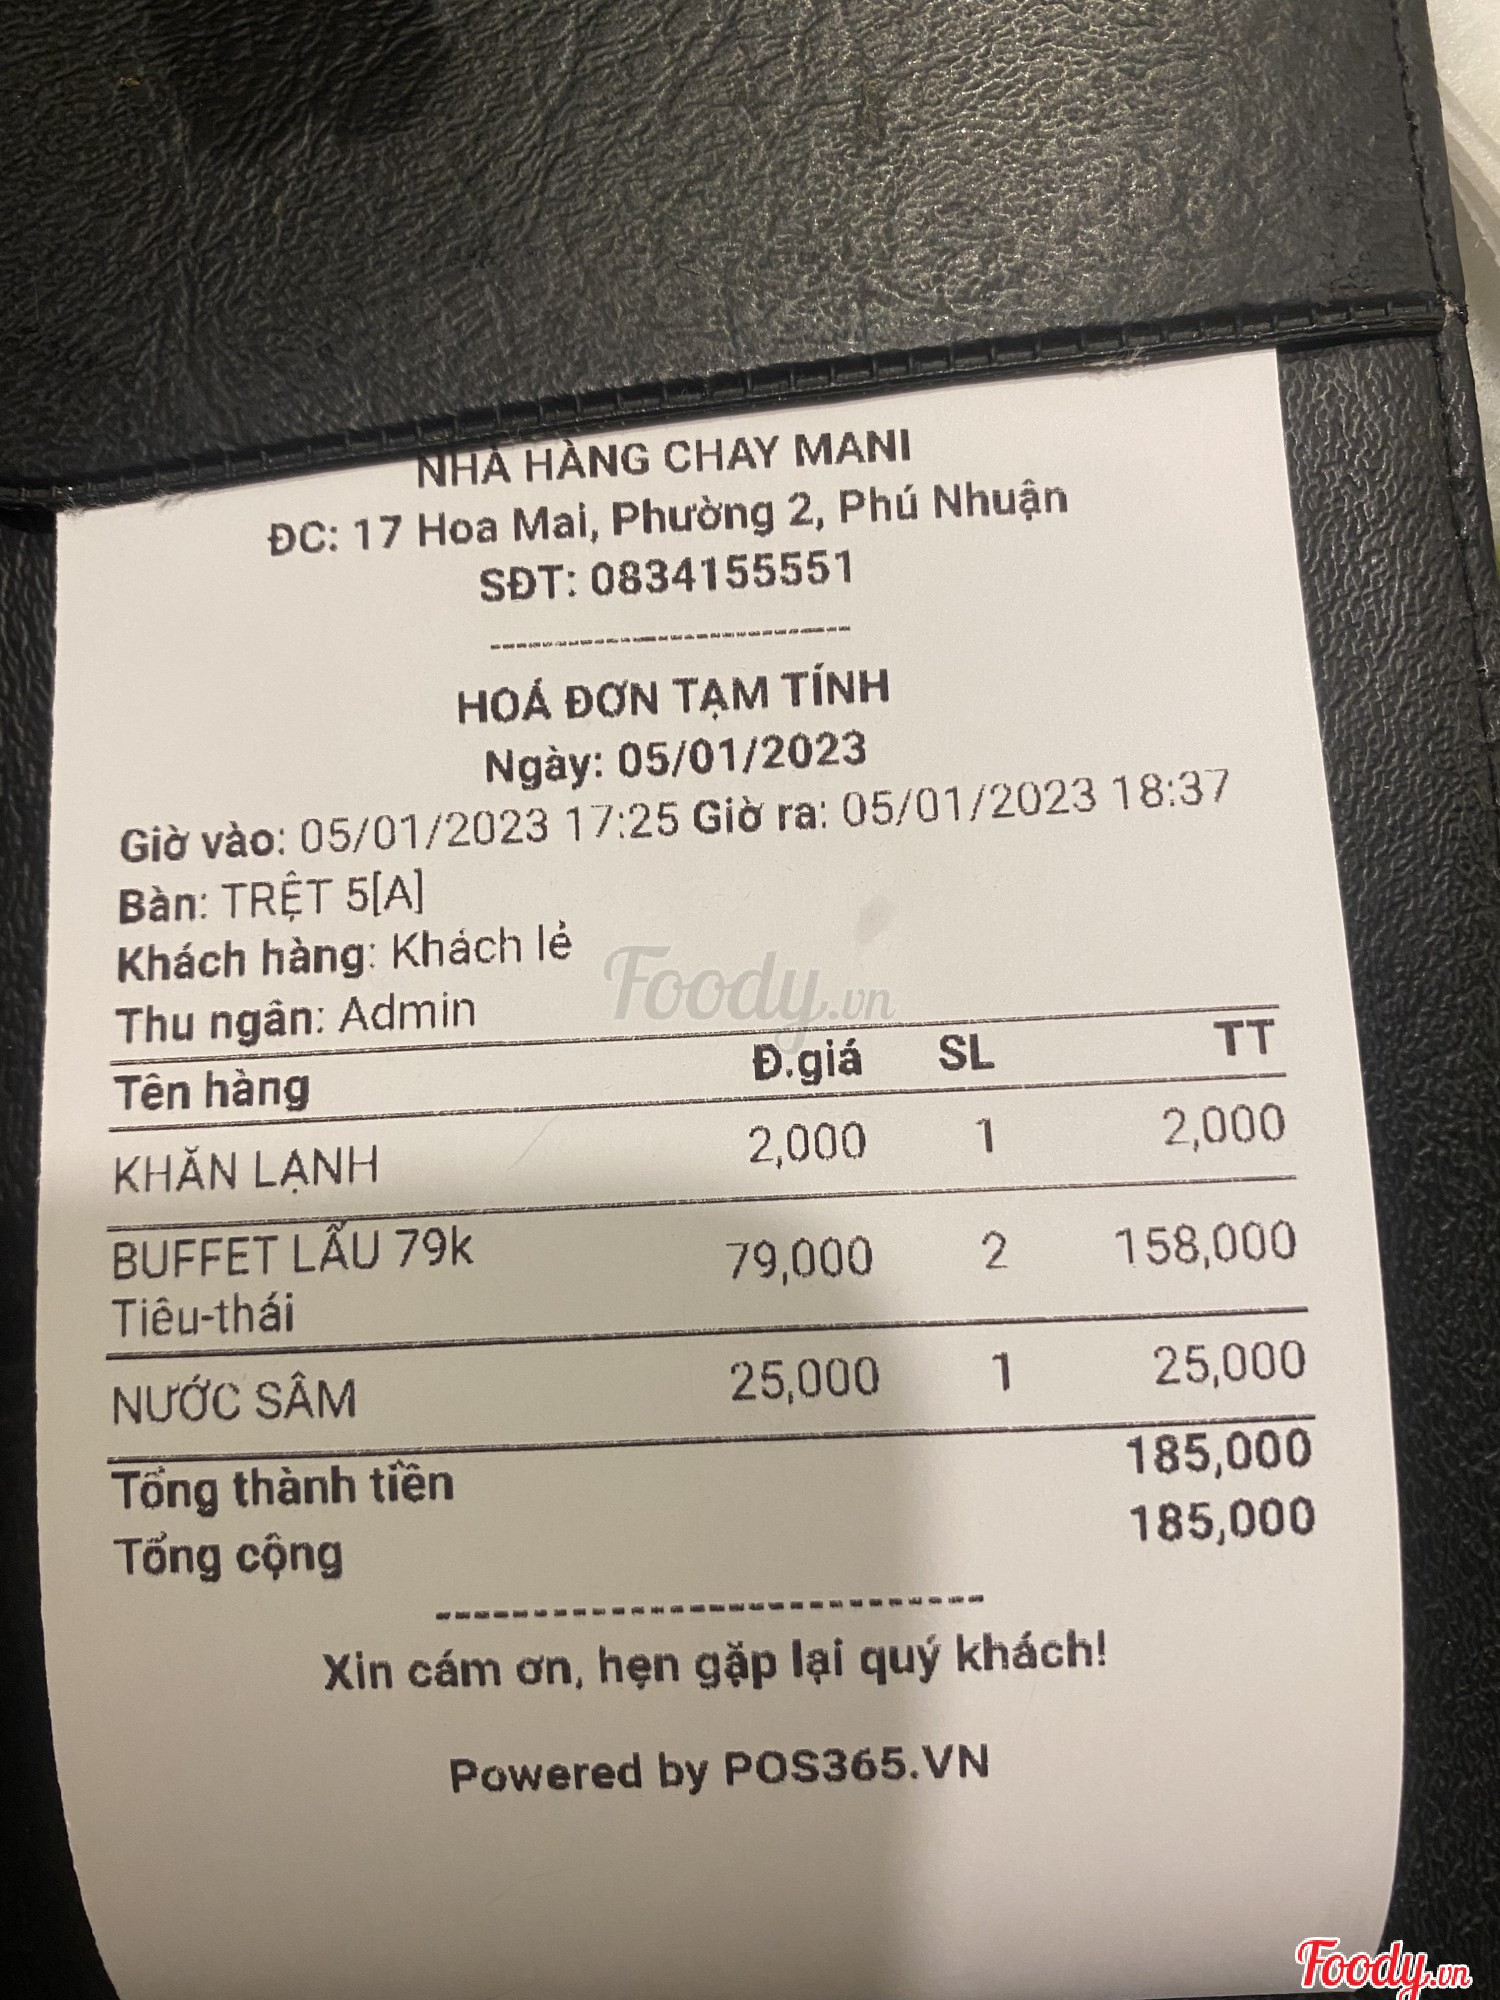 NHÀ HÀNG CHAY MANI
ĐC: 17 Hoa Mai, Phường 2, Phú Nhuận
SĐT: 0834155551
HOÁ ĐƠN TẠM TÍNH
Ngày: 05/01/2023
Giờ vào: 05/01/2023 17:25 Giờ ra: 05/01/2023 18:37
Bàn: TRỆT 5[A]
Khách hàng: Khách lẻ
Thu ngân: Admin
Foody.vn
Tên hàng Đ.giá SL TT
KHĂN LẠNH 2,000 1 2,000
BUFFET LẨU 79k 79,000 2 158,000
Tiêu-thái
NƯỚC SÂM 25,000 1 25,000
Tổng thành tiền 185,000
Tổng cộng 185,000
Xin cám ơn, hẹn gặp lại quý khách!
Powered by POS365.VN
Foody.vn